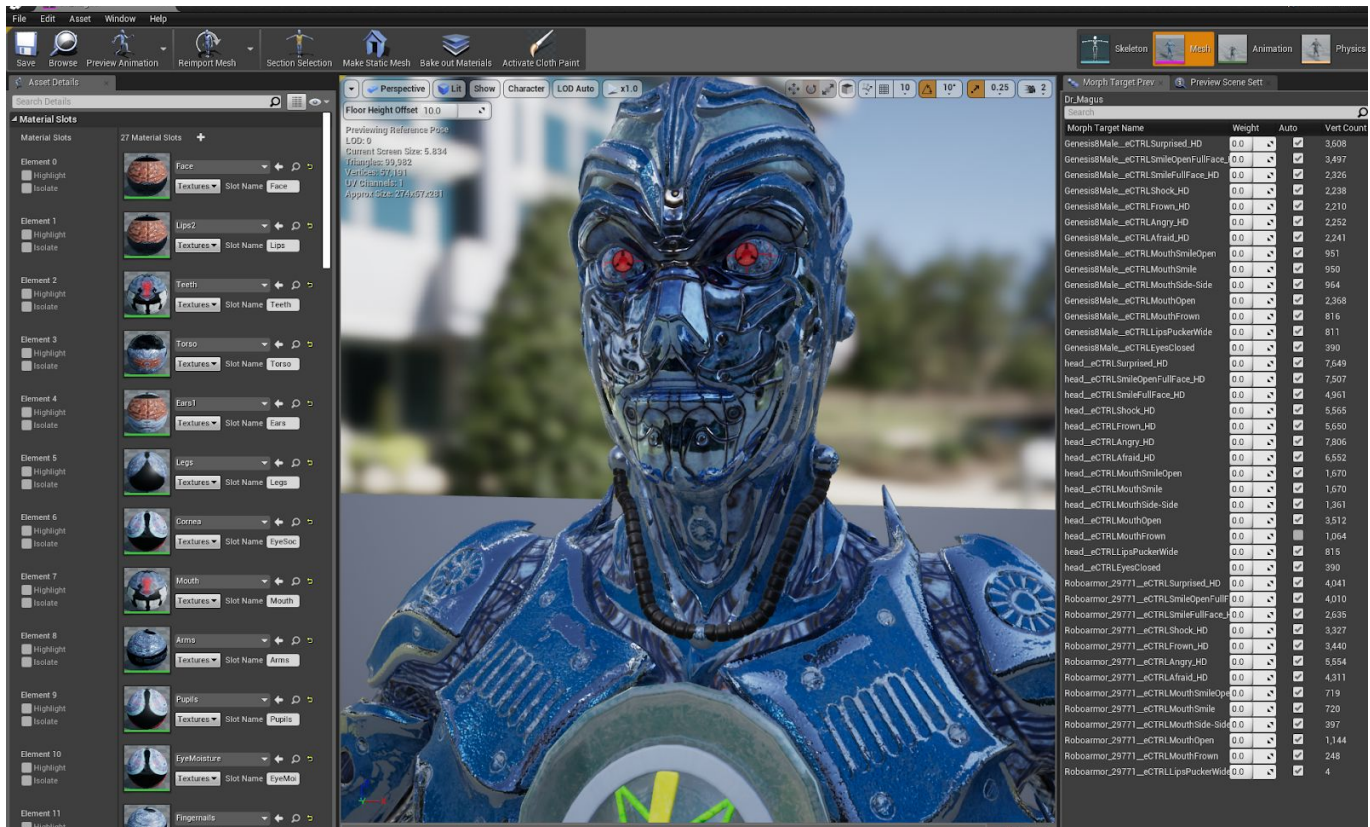 File Edit Asset Window Help
Save Browse Preview Animation Reimport Mesh Section Selection Make Static Mesh Bake out Materials Activate Cloth Paint
Skeleton Mesh Animation Physics
Asset Details
Search Details
Material Slots
Material Slots 27 Material Slots
Element 0
Highlight
Isolate
Face
Textures Slot Name Face
Element 1
Highlight
Isolate
Lips2
Textures Slot Name Lips
Element 2
Highlight
Isolate
Teeth
Textures Slot Name Teeth
Element 3
Highlight
Isolate
Torso
Textures Slot Name Torso
Element 4
Highlight
Isolate
Ears1
Textures Slot Name Ears
Element 5
Highlight
Isolate
Legs
Textures Slot Name Legs
Element 6
Highlight
Isolate
Cornea
Textures Slot Name EyeSoc
Element 7
Highlight
Isolate
Mouth
Textures Slot Name Mouth
Element 8
Highlight
Isolate
Arms
Textures Slot Name Arms
Element 9
Highlight
Isolate
Pupils
Textures Slot Name Pupils
Element 10
Highlight
Isolate
EyeMoisture
Textures Slot Name EyeMoi
Element 11
Highlight
Fingernails
Perspective Lit Show Character LOD Auto x1.0 10 10° 0.25 2
Floor Height Offset 10.0
Previewing Reference Pose
LOD: 0
Current Screen Size: 5.834
Triangles: 99,982
Vertices: 57,191
UV Channels: 1
Approx Size: 274x67x281
Morph Target Prev Preview Scene Sett
Dr_Magus
Search
Morph Target Name Weight Auto Vert Count
Genesis8Male__eCTRLSurprised_HD 0.0 3,608
Genesis8Male__eCTRLSmileOpenFullFace_ 0.0 3,497
Genesis8Male__eCTRLSmileFullFace_HD 0.0 2,326
Genesis8Male__eCTRLShock_HD 0.0 2,238
Genesis8Male__eCTRLFrown_HD 0.0 2,210
Genesis8Male__eCTRLAngry_HD 0.0 2,252
Genesis8Male__eCTRLAfraid_HD 0.0 2,241
Genesis8Male__eCTRLMouthSmileOpen 0.0 951
Genesis8Male__eCTRLMouthSmile 0.0 950
Genesis8Male__eCTRLMouthSide-Side 0.0 964
Genesis8Male__eCTRLMouthOpen 0.0 2,368
Genesis8Male__eCTRLMouthFrown 0.0 816
Genesis8Male__eCTRLLipsPuckerWide 0.0 811
Genesis8Male__eCTRLEyesClosed 0.0 390
head__eCTRLSurprised_HD 0.0 7,649
head__eCTRLSmileOpenFullFace_HD 0.0 7,507
head__eCTRLSmileFullFace_HD 0.0 4,961
head__eCTRLShock_HD 0.0 5,565
head__eCTRLFrown_HD 0.0 5,650
head__eCTRLAngry_HD 0.0 7,806
head__eCTRLAfraid_HD 0.0 6,552
head__eCTRLMouthSmileOpen 0.0 1,670
head__eCTRLMouthSmile 0.0 1,670
head__eCTRLMouthSide-Side 0.0 1,361
head__eCTRLMouthOpen 0.0 3,512
head__eCTRLMouthFrown 0.0 1,064
head__eCTRLLipsPuckerWide 0.0 815
head__eCTRLEyesClosed 0.0 390
Roboarmor_29771__eCTRLSurprised_HD 0.0 4,041
Roboarmor_29771__eCTRLSmileOpenFullF 0.0 4,010
Roboarmor_29771__eCTRLSmileFullFace_H 0.0 2,635
Roboarmor_29771__eCTRLShock_HD 0.0 3,327
Roboarmor_29771__eCTRLFrown_HD 0.0 3,440
Roboarmor_29771__eCTRLAngry_HD 0.0 5,554
Roboarmor_29771__eCTRLAfraid_HD 0.0 4,311
Roboarmor_29771__eCTRLMouthSmileOpe 0.0 719
Roboarmor_29771__eCTRLMouthSmile 0.0 720
Roboarmor_29771__eCTRLMouthSide-Side 0.0 397
Roboarmor_29771__eCTRLMouthOpen 0.0 1,144
Roboarmor_29771__eCTRLMouthFrown 0.0 248
Roboarmor_29771__eCTRLLipsPuckerWide 0.0 4